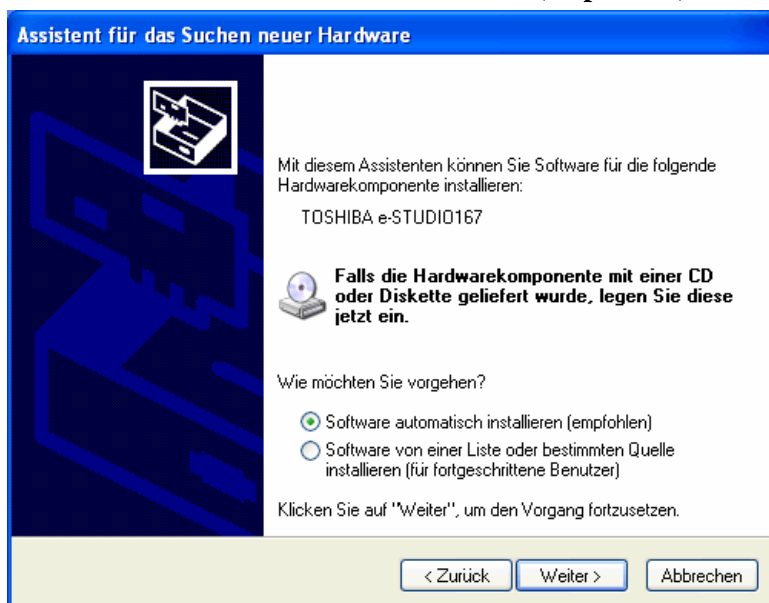 Assistent für das Suchen neuer Hardware
Mit diesem Assistenten können Sie Software für die folgende
Hardwarekomponente installieren:
TOSHIBA e-STUDIO167
Falls die Hardwarekomponente mit einer CD
oder Diskette geliefert wurde, legen Sie diese
jetzt ein.
Wie möchten Sie vorgehen?
Software automatisch installieren (empfohlen)
Software von einer Liste oder bestimmten Quelle
installieren (für fortgeschrittene Benutzer)
Klicken Sie auf "Weiter", um den Vorgang fortzusetzen.
< Zurück Weiter > Abbrechen